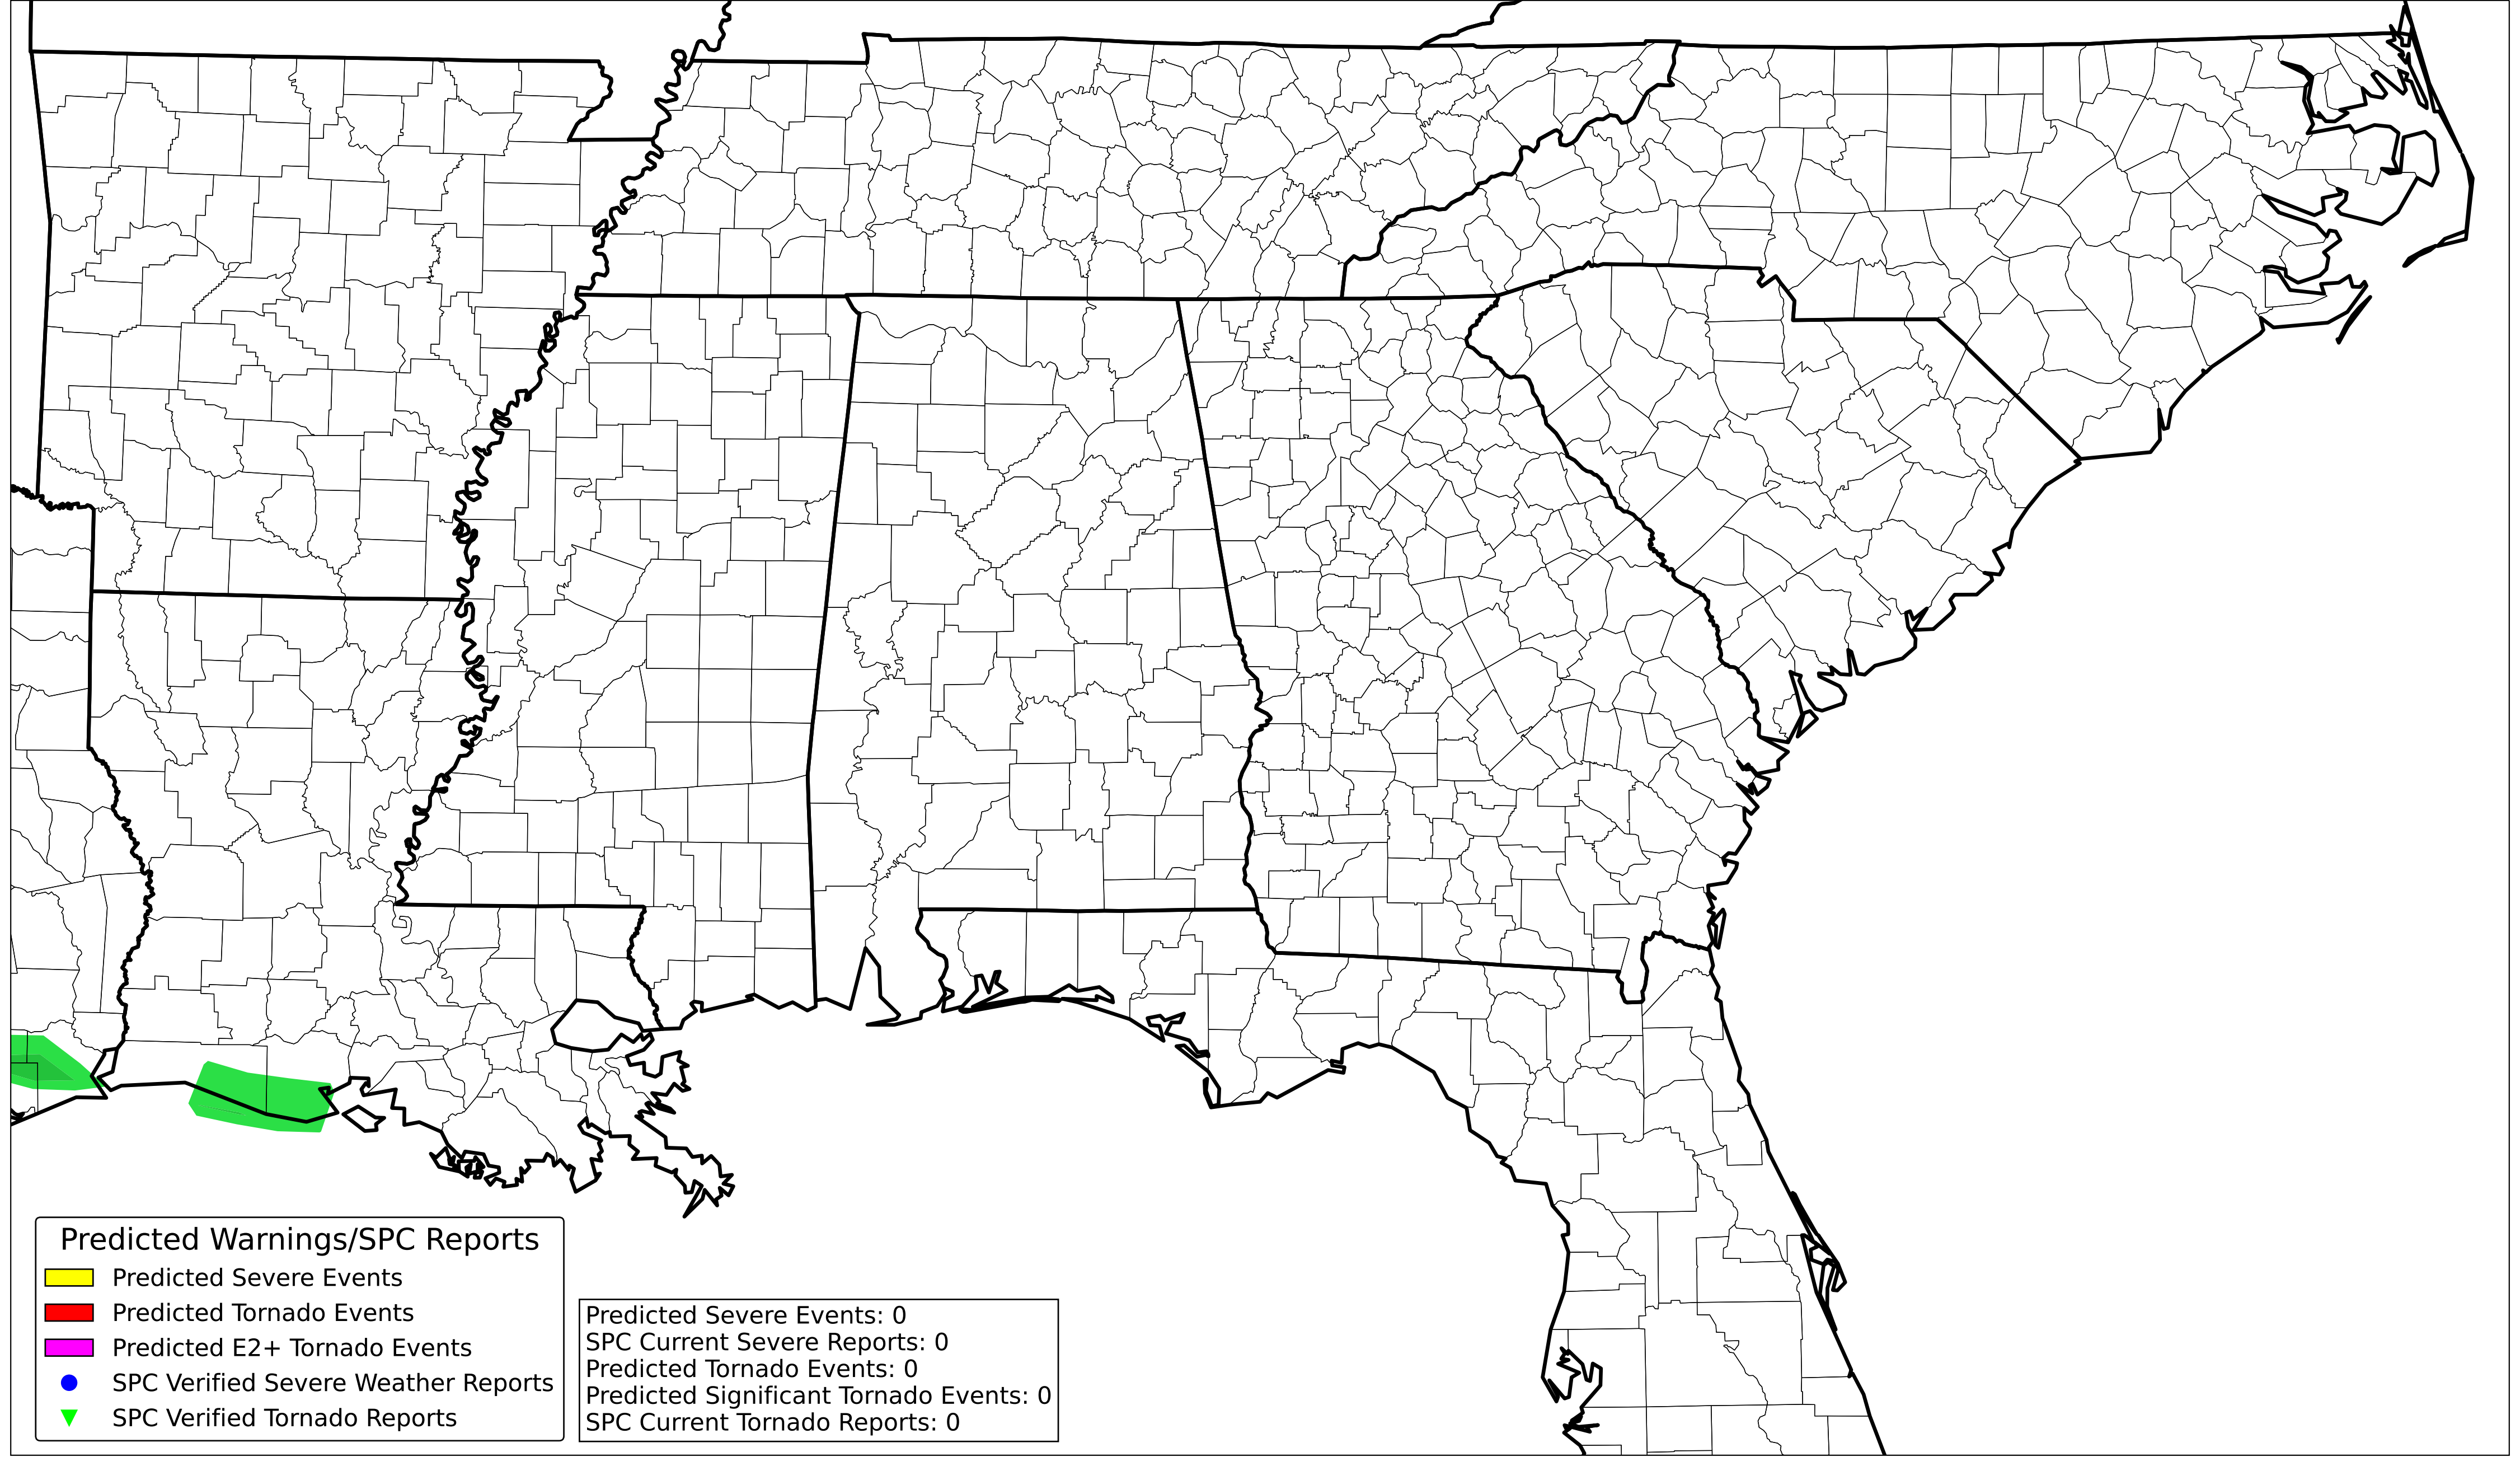 Predicted Warnings/SPC Reports
Predicted Severe Events
Predicted Tornado Events
Predicted E2+ Tornado Events
SPC Verified Severe Weather Reports
SPC Verified Tornado Reports
Predicted Severe Events: 0
SPC Current Severe Reports: 0
Predicted Tornado Events: 0
Predicted Significant Tornado Events: 0
SPC Current Tornado Reports: 0